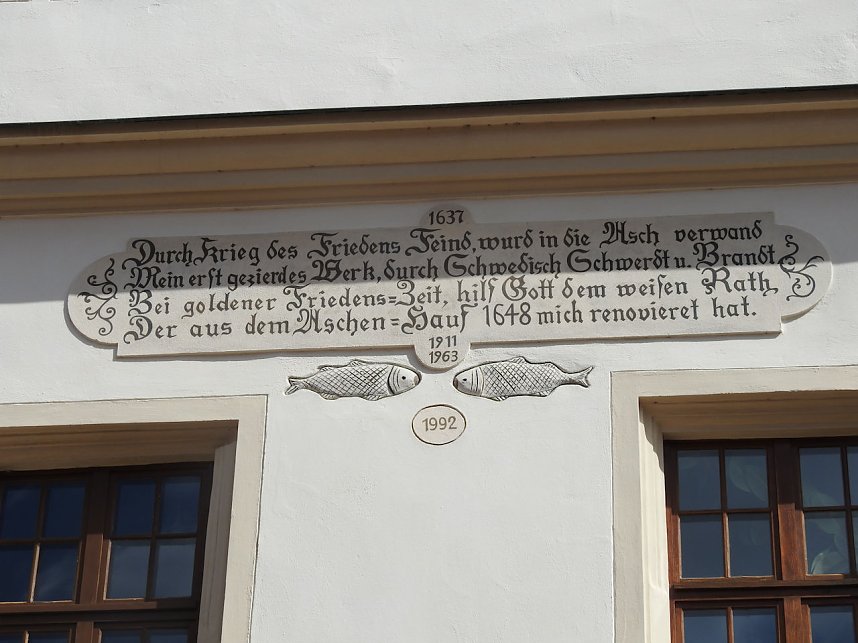 1637
Durch Krieg des Friedens Feind, wurd in die Asch verwand
Mein erst gezierdes Werk, durch Schwedisch Schwerdt u. Brandt
Bei goldener Friedens=Zeit, hilf Gott dem weisen Rath,
Der aus dem Aschen=Hauf 1648 mich renovieret hat.
1911
1963
1992